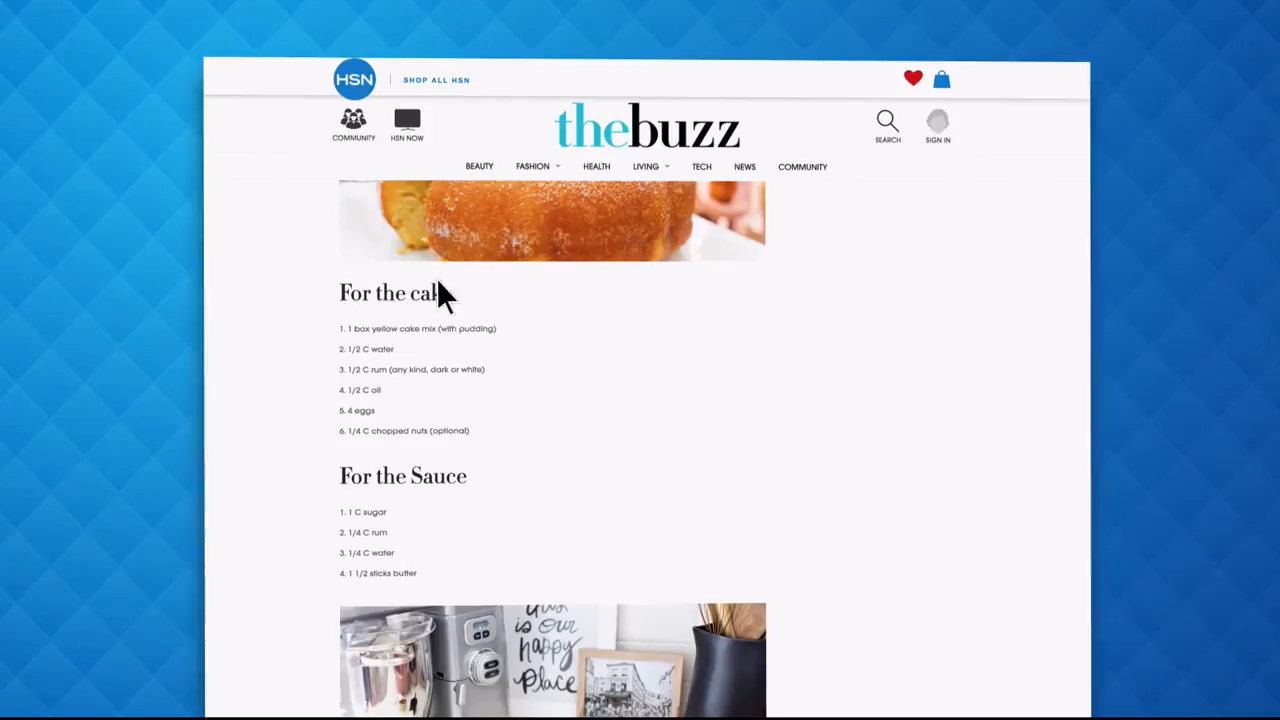 HSN
SHOP ALL HSN
COMMUNITY
HSN NOW
thebuzz
SEARCH
SIGN IN
BEAUTY FASHION HEALTH LIVING TECH NEWS COMMUNITY
For the cak
1. 1 box yellow cake mix (with pudding)
2. 1/2 C water
3. 1/2 C rum (any kind, dark or white)
4. 1/2 C oil
5. 4 eggs
6. 1/4 C chopped nuts (optional)
For the Sauce
1. 1 C sugar
2. 1/4 C rum
3. 1/4 C water
4. 1 1/2 sticks butter
is our
happy
place